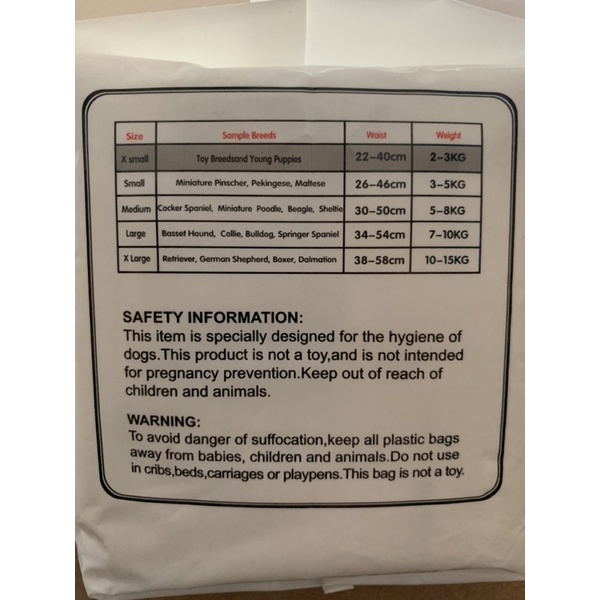 Size Sample Breeds Waist Weight
X small Toy Breedsand Young Puppies 22–40cm 2–3KG
Small Miniature Pinscher, Pekingese, Maltese 26–46cm 3–5KG
Medium Cocker Spaniel, Miniature Poodle, Beagle, Sheltie 30–50cm 5–8KG
Large Basset Hound, Collie, Bulldog, Springer Spaniel 34–54cm 7–10KG
X Large Retriever, German Shepherd, Boxer, Dalmation 38–58cm 10–15KG
SAFETY INFORMATION:
This item is specially designed for the hygiene of
dogs.This product is not a toy,and is not intended
for pregnancy prevention.Keep out of reach of
children and animals.
WARNING:
To avoid danger of suffocation,keep all plastic bags
away from babies, children and animals.Do not use
in cribs,beds,carriages or playpens.This bag is not a toy.